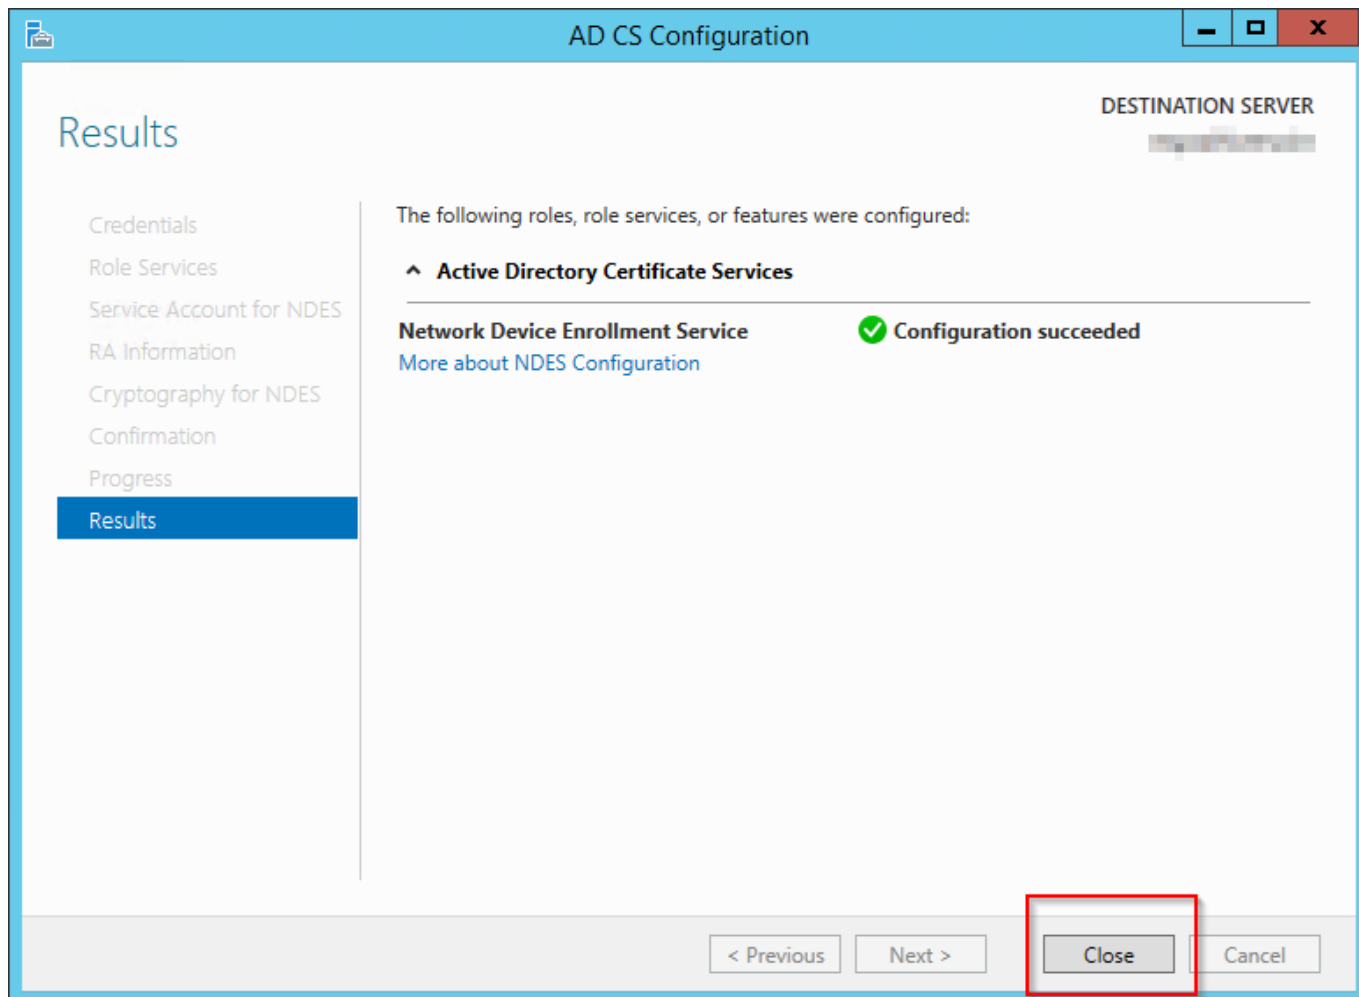 AD CS Configuration
Results
DESTINATION SERVER
Credentials
Role Services
Service Account for NDES
RA Information
Cryptography for NDES
Confirmation
Progress
Results
The following roles, role services, or features were configured:
Active Directory Certificate Services
Network Device Enrollment Service
Configuration succeeded
More about NDES Configuration
< Previous
Next >
Close
Cancel